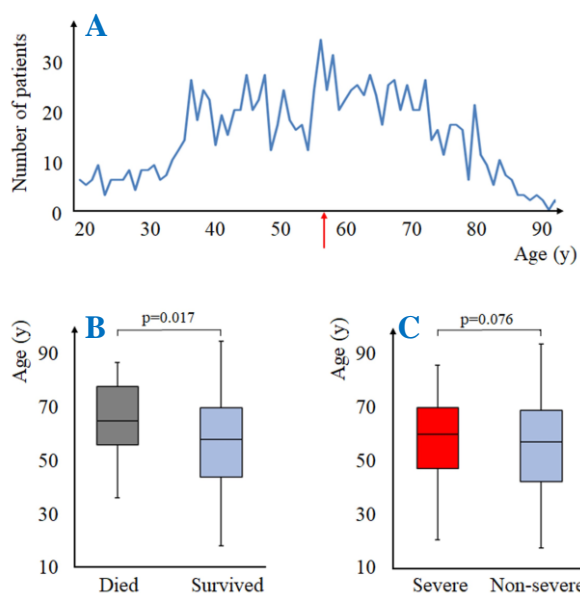 A
Number of patients
30
20
10
0
20 30 40 50 60 70 80 90
Age (y)
B
p=0.017
Age (y)
90
70
50
30
10
Died Survived
C
p=0.076
Age (y)
90
70
50
30
10
Severe Non-severe